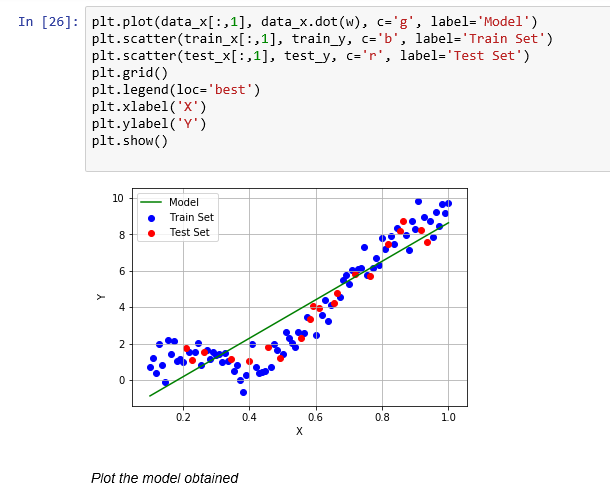 In [26]: plt.plot(data_x[:,1], data_x.dot(w), c='g', label='Model')
plt.scatter(train_x[:,1], train_y, c='b', label='Train Set')
plt.scatter(test_x[:,1], test_y, c='r', label='Test Set')
plt.grid()
plt.legend(loc='best')
plt.xlabel('X')
plt.ylabel('Y')
plt.show()
Model
Train Set
Test Set
10
8
6
4
2
0
Y
0.2 0.4 0.6 0.8 1.0
X
Plot the model obtained